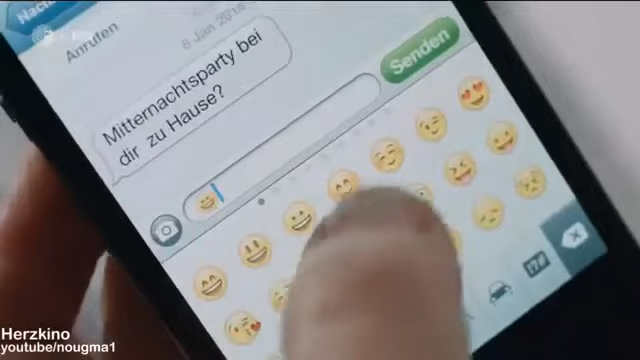 Anrufen
Mitternachtsparty bei
dir zu Hause?
Senden
Herzkino
youtube/nougma1